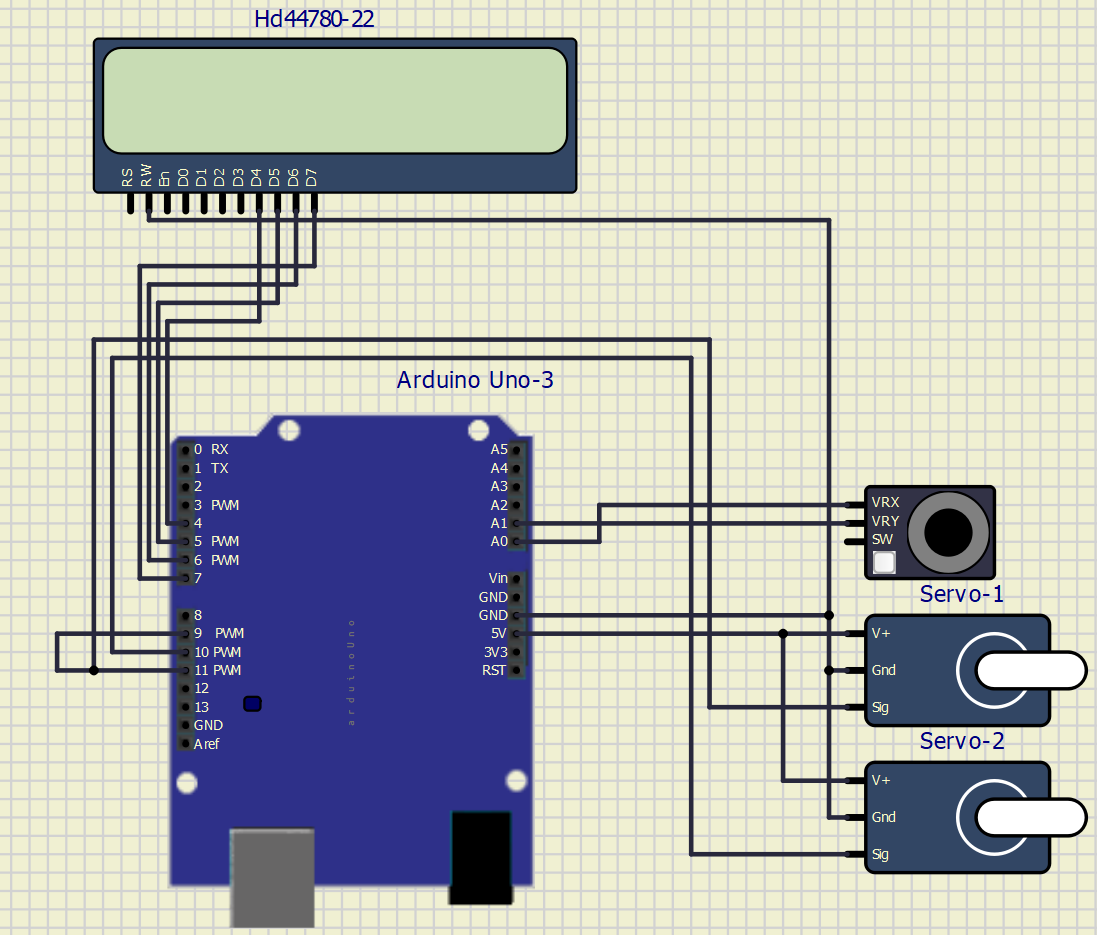 Hd44780-22
RS RW En D0 D1 D2 D3 D4 D5 D6 D7
Arduino Uno-3
0 RX
1 TX
2
3 PWM
4
5 PWM
6 PWM
7
8
9 PWM
10 PWM
11 PWM
12
13
GND
Aref
A5
A4
A3
A2
A1
A0
Vin
GND
GND
5V
3V3
RST
arduinoUno
VRX
VRY
SW
Servo-1
V+
Gnd
Sig
Servo-2
V+
Gnd
Sig